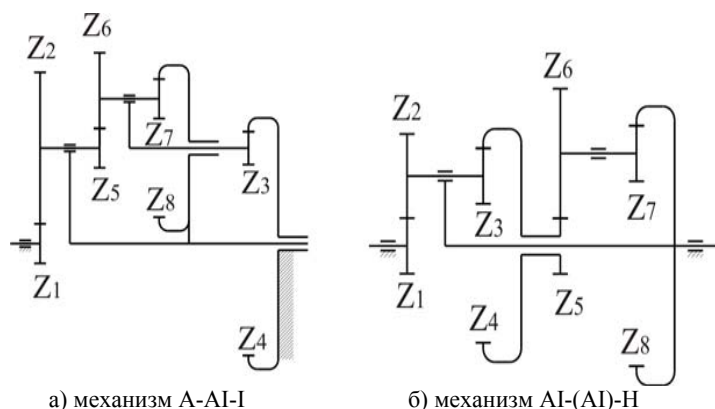 Z6
Z2
Z7
Z5
Z8
Z3
Z1
Z4
а) механизм A-AI-I
Z6
Z2
Z3
Z7
Z1
Z4
Z5
Z8
б) механизм AI-(AI)-H